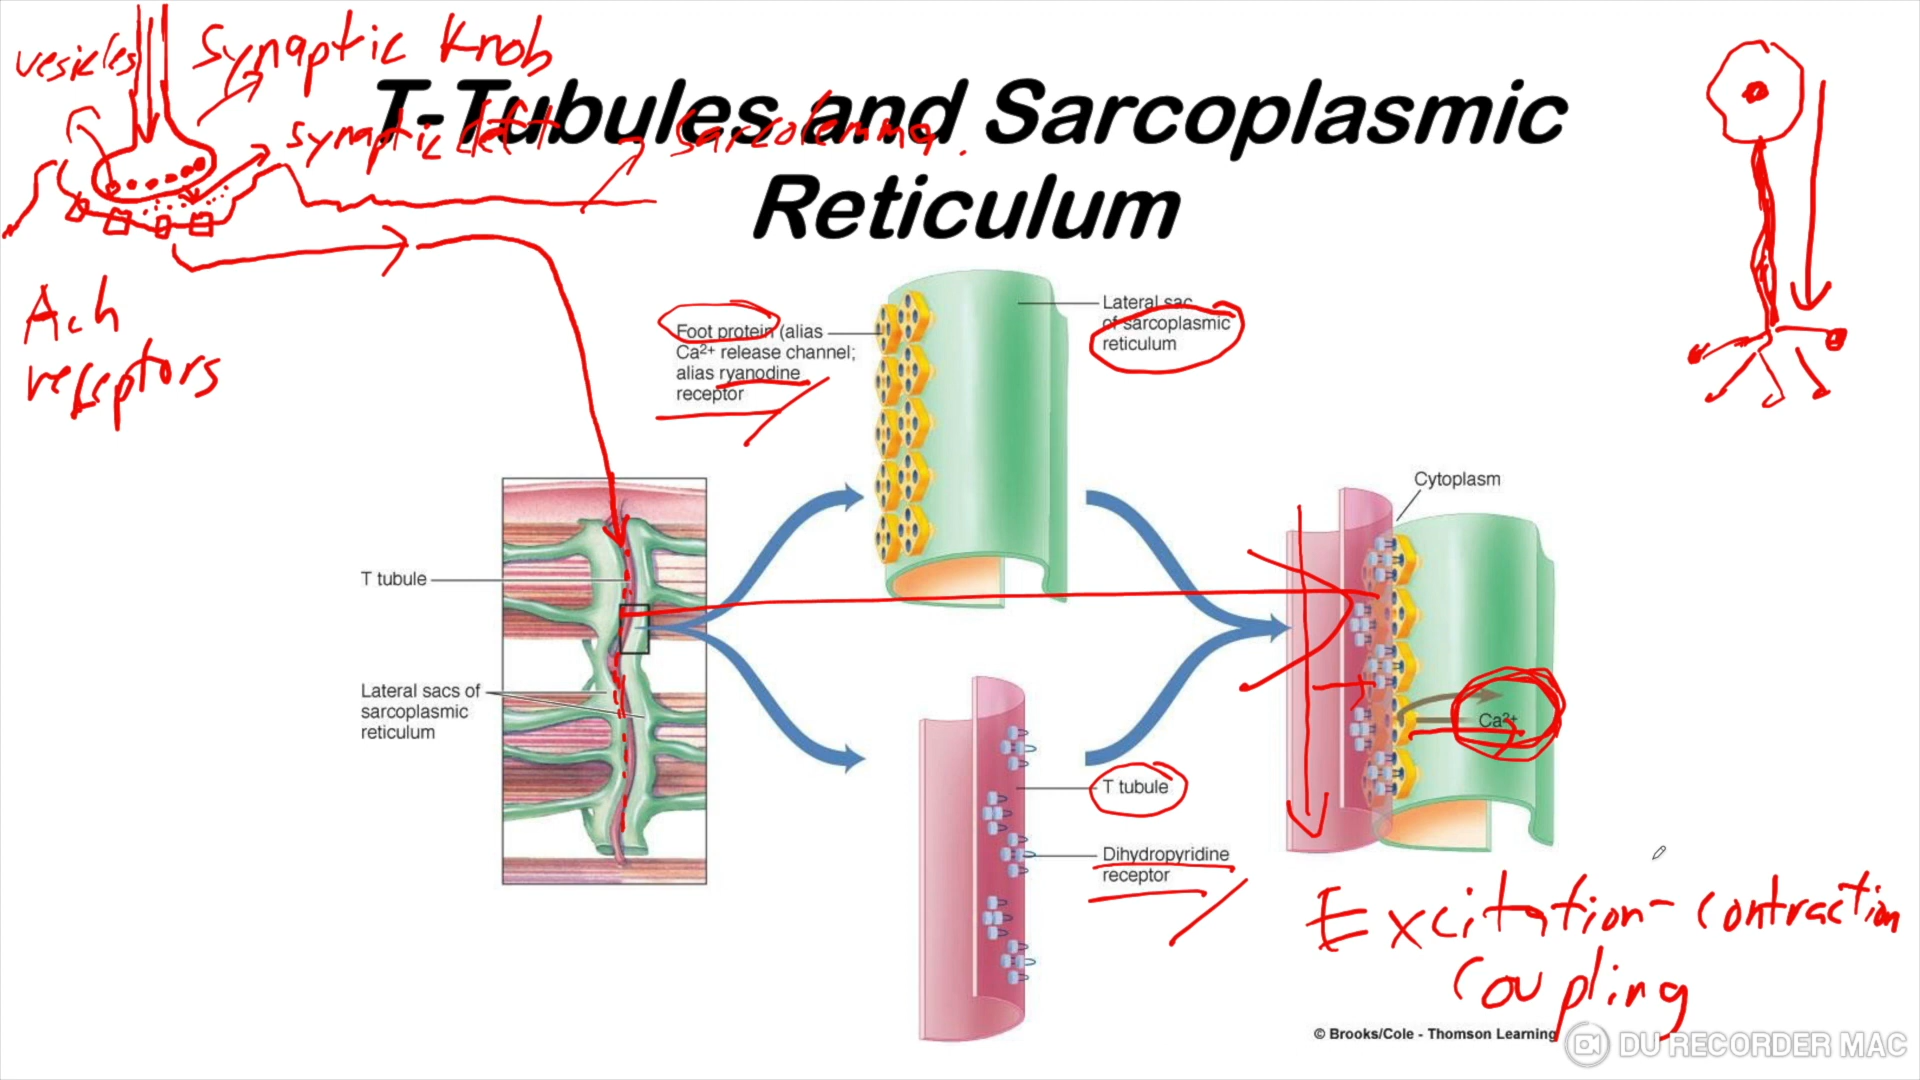 vesicles
Synaptic Knob
T-Tubules and Sarcoplasmic
Reticulum
synaptic cleft
sarcolemma.
Ach
receptors
Foot protein (alias
Ca2+ release channel;
alias ryanodine
receptor
Lateral sac
of sarcoplasmic
reticulum
Cytoplasm
T tubule
Lateral sacs of
sarcoplasmic
reticulum
Ca2+
T tubule
Dihydropyridine
receptor
Excitation-contraction
coupling
© Brooks/Cole - Thomson Learning
DU RECORDER MAC